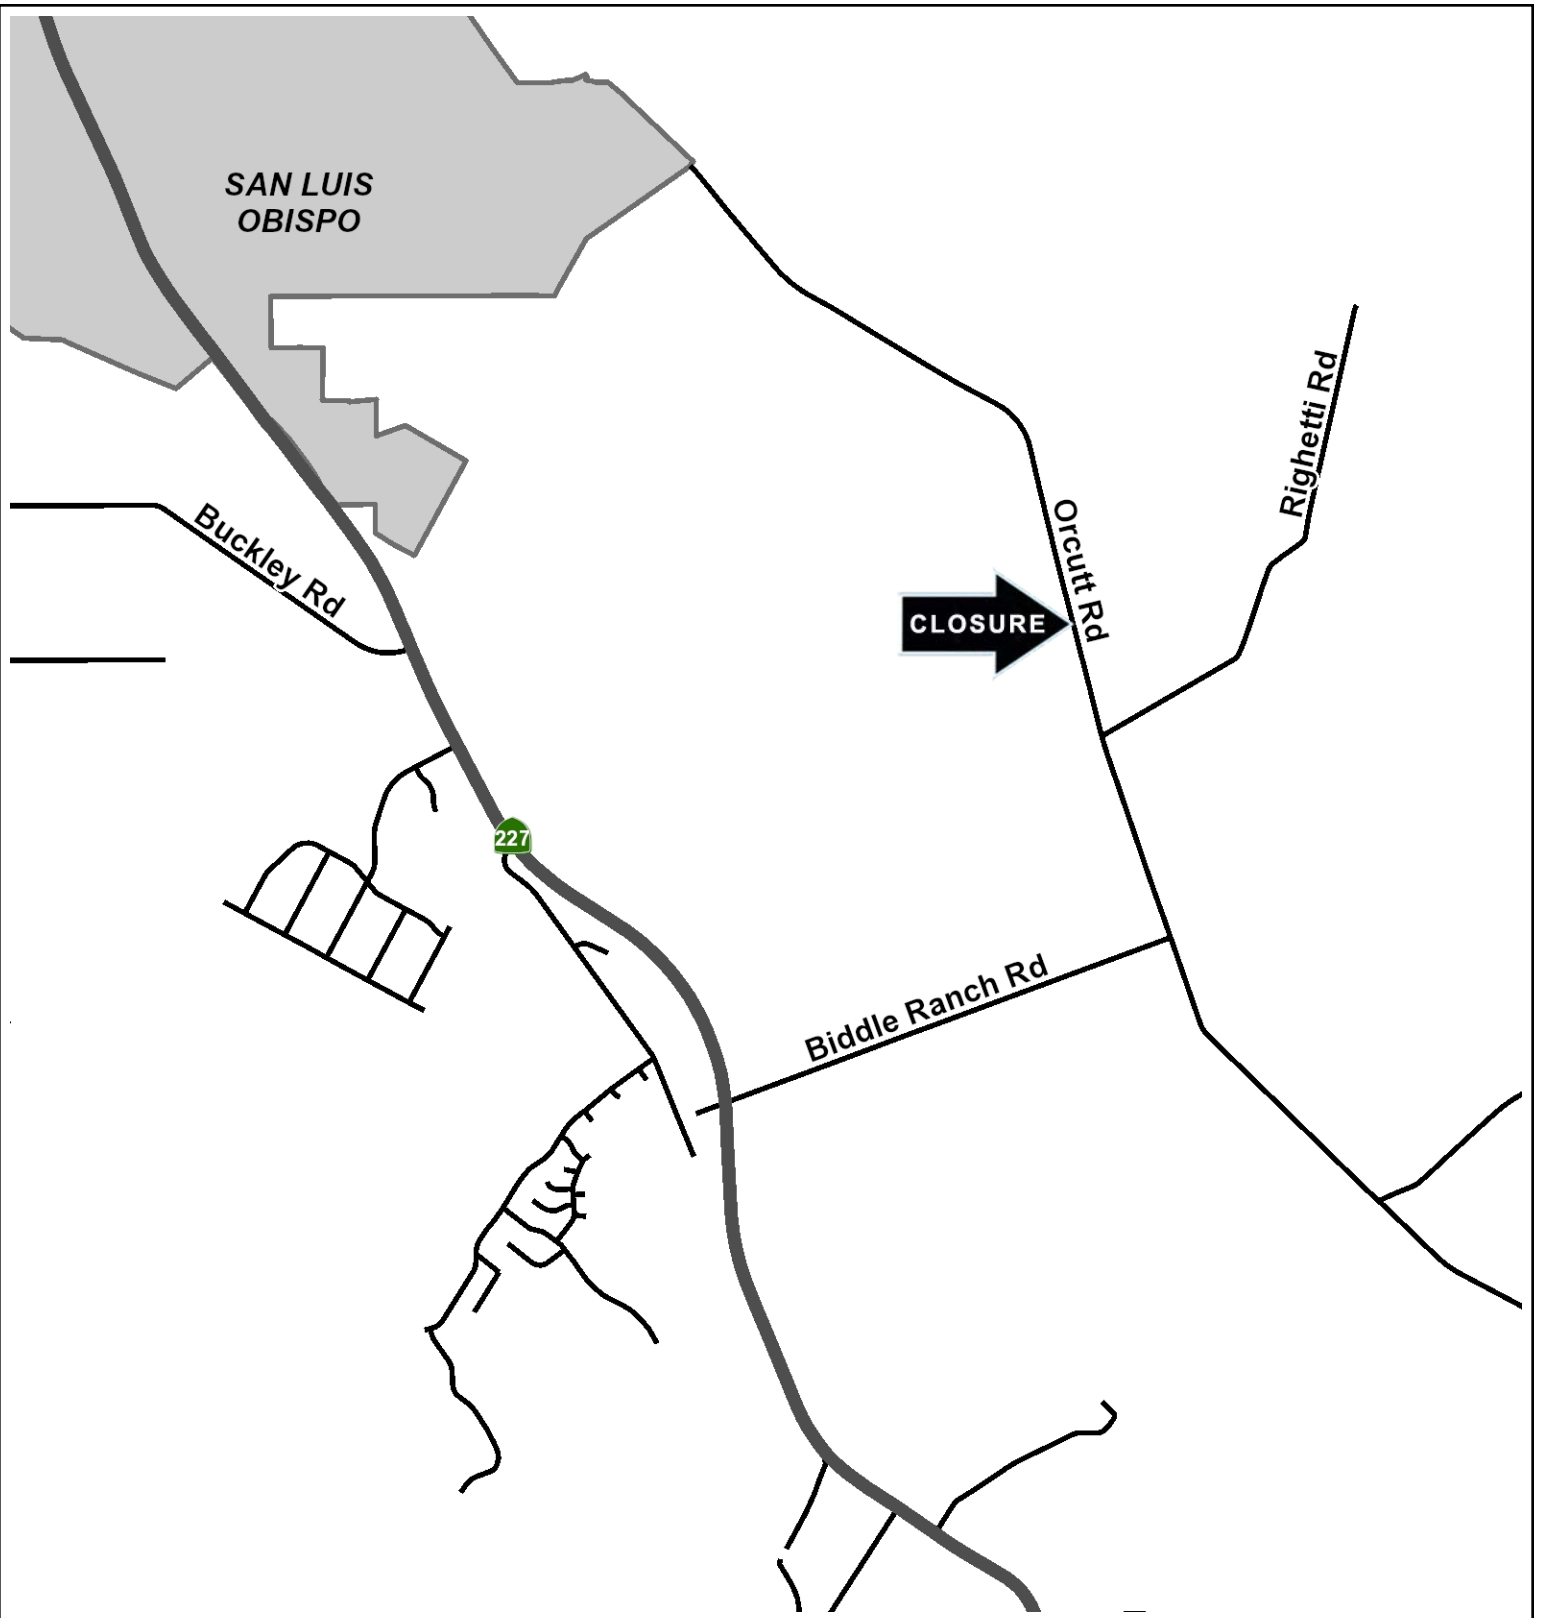 SAN LUIS
OBISPO
Righetti Rd
Orcutt Rd
Buckley Rd
CLOSURE
227
Biddle Ranch Rd